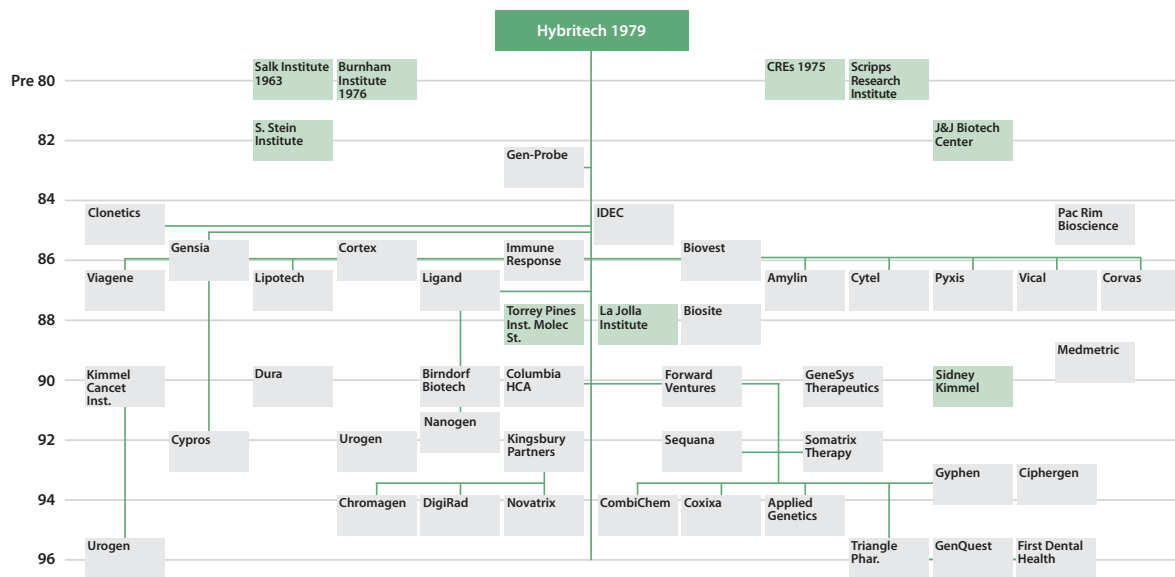 Hybritech 1979
Pre 80
Salk Institute
1963
Burnham
Institute
1976
CREs 1975
Scripps
Research
Institute
82
S. Stein
Institute
J&J Biotech
Center
Gen-Probe
84
Clonetics
IDEC
Pac Rim
Bioscience
Gensia
Cortex
Immune
Response
Biovest
86
Viagene
Lipotech
Ligand
Amylin
Cytel
Pyxis
Vical
Corvas
88
Torrey Pines
Inst. Molec
St.
La Jolla
Institute
Biosite
Medmetric
90
Kimmel
Cancet
Inst.
Dura
Birndorf
Biotech
Columbia
HCA
Forward
Ventures
GeneSys
Therapeutics
Sidney
Kimmel
Nanogen
92
Cypros
Urogen
Kingsbury
Partners
Sequana
Somatrix
Therapy
Gyphen
Ciphergen
94
Chromagen
DigiRad
Novatrix
CombiChem
Coxixa
Applied
Genetics
96
Urogen
Triangle
Phar.
GenQuest
First Dental
Health